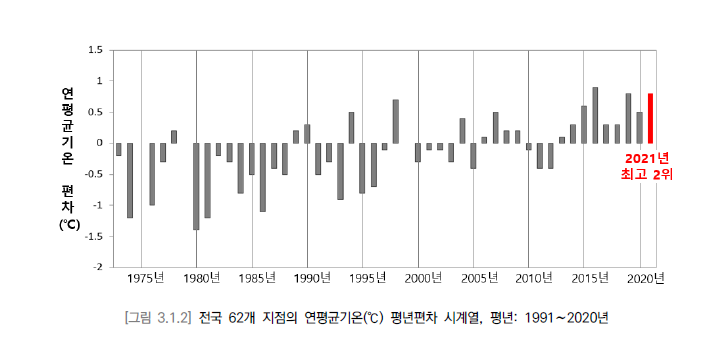 1.5
1
0.5
0
-0.5
-1
-1.5
-2
연평균기온 편차(℃)
1975년 1980년 1985년 1990년 1995년 2000년 2005년 2010년 2015년 2020년
2021년
최고 2위
[그림 3.1.2] 전국 62개 지점의 연평균기온(℃) 평년편차 시계열, 평년: 1991~2020년